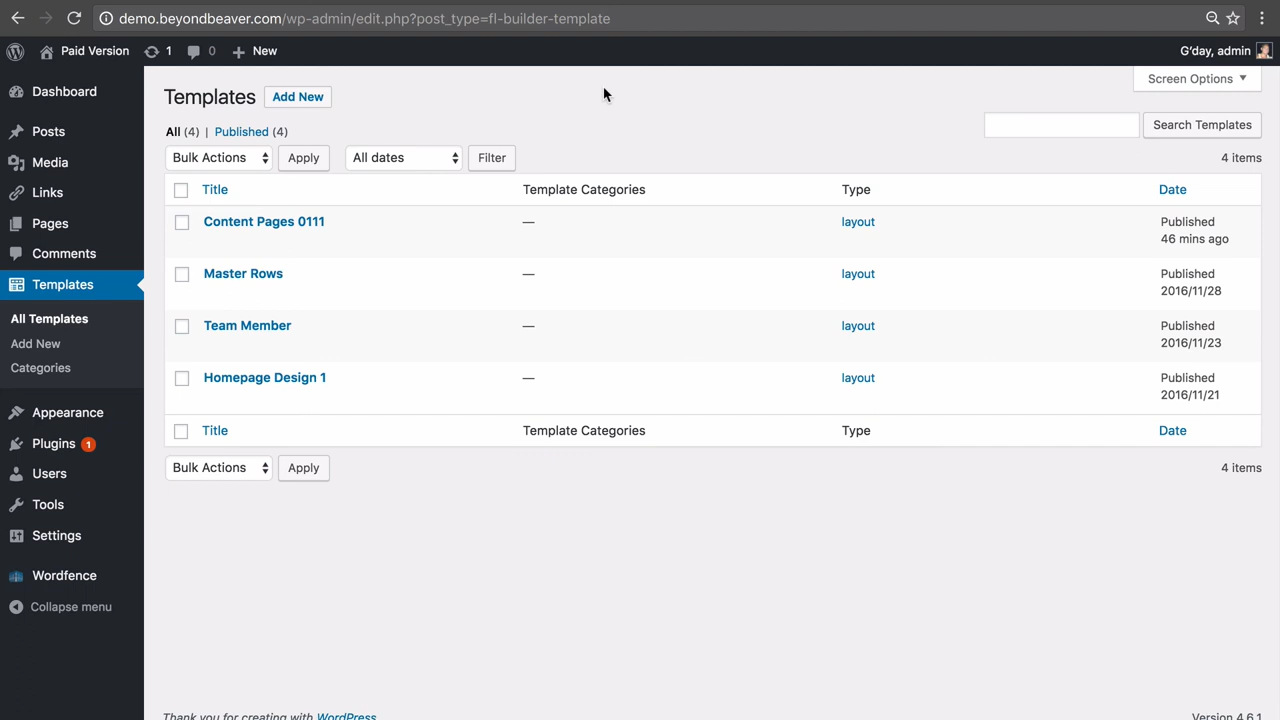 demo.beyondbeaver.com/wp-admin/edit.php?post_type=fl-builder-template
Paid Version 1 0 New G'day, admin
Screen Options
Dashboard
Posts
Media
Links
Pages
Comments
Templates
All Templates
Add New
Categories
Appearance
Plugins 1
Users
Tools
Settings
Wordfence
Collapse menu
Templates Add New
All (4) | Published (4)
Search Templates
Bulk Actions Apply All dates Filter 4 items
Title Template Categories Type Date
Content Pages 0111 — layout Published
46 mins ago
Master Rows — layout Published
2016/11/28
Team Member — layout Published
2016/11/23
Homepage Design 1 — layout Published
2016/11/21
Title Template Categories Type Date
Bulk Actions Apply 4 items
Thank you for creating with WordPress Version 4.6.1